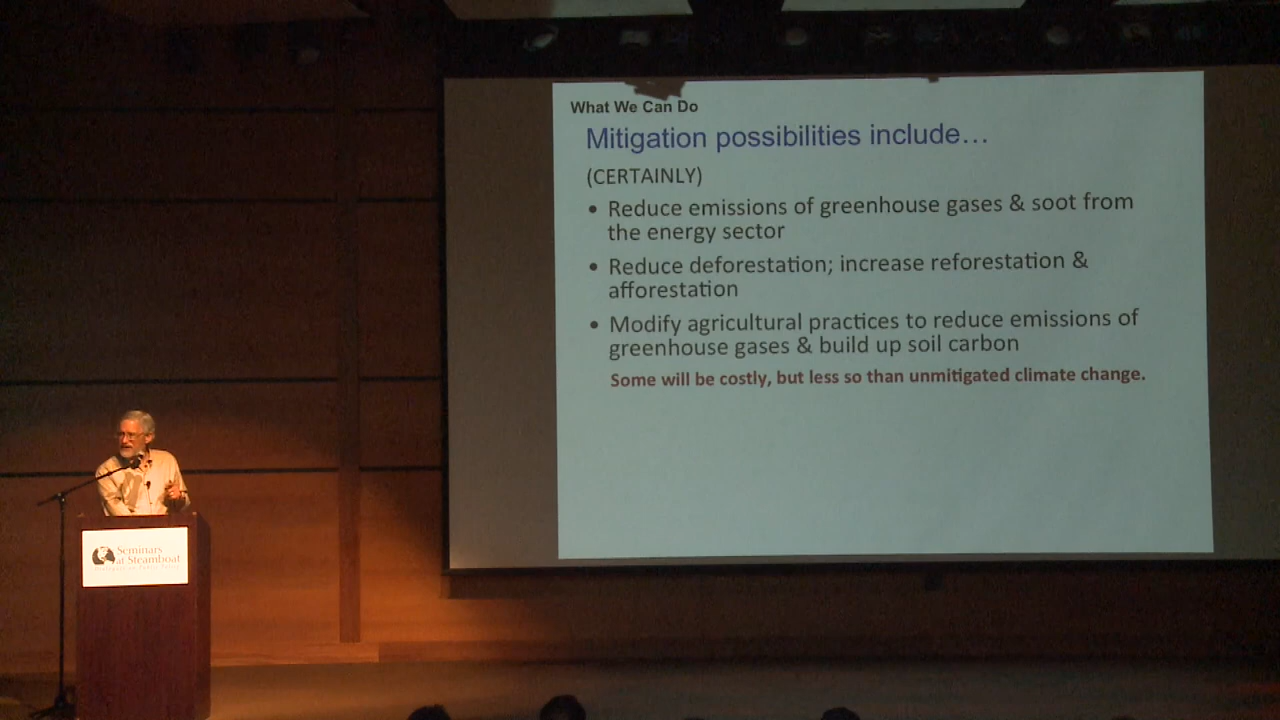 What We Can Do
Mitigation possibilities include…
(CERTAINLY)
• Reduce emissions of greenhouse gases & soot from
the energy sector
• Reduce deforestation; increase reforestation &
afforestation
• Modify agricultural practices to reduce emissions of
greenhouse gases & build up soil carbon
Some will be costly, but less so than unmitigated climate change.
Seminars
at Steamboat